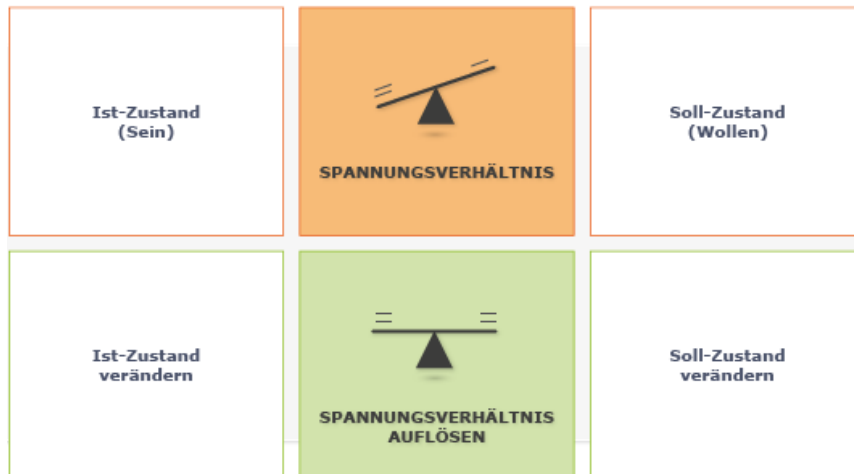 Ist-Zustand
(Sein)
SPANNUNGSVERHÄLTNIS
Soll-Zustand
(Wollen)
Ist-Zustand
verändern
SPANNUNGSVERHÄLTNIS
AUFLÖSEN
Soll-Zustand
verändern